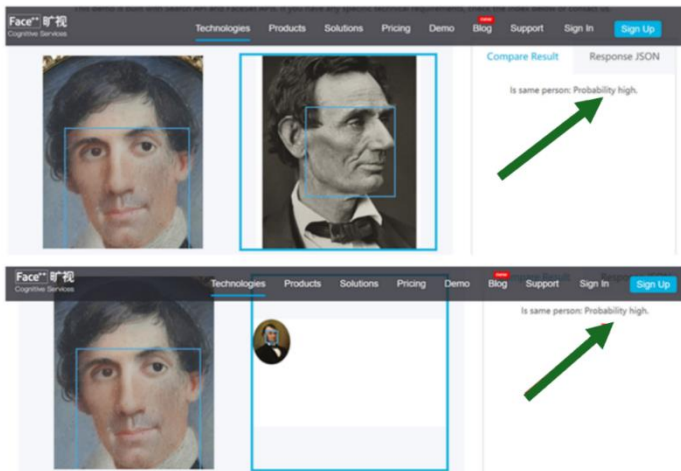 Face++ 旷视
Cognitive Services
Technologies Products Solutions Pricing Demo Blog Support Sign In Sign Up
new
Compare Result Response JSON
Is same person: Probability high.
Face++ 旷视
Cognitive Services
Technologies Products Solutions Pricing Demo Blog Support Sign In Sign Up
new
Is same person: Probability high.